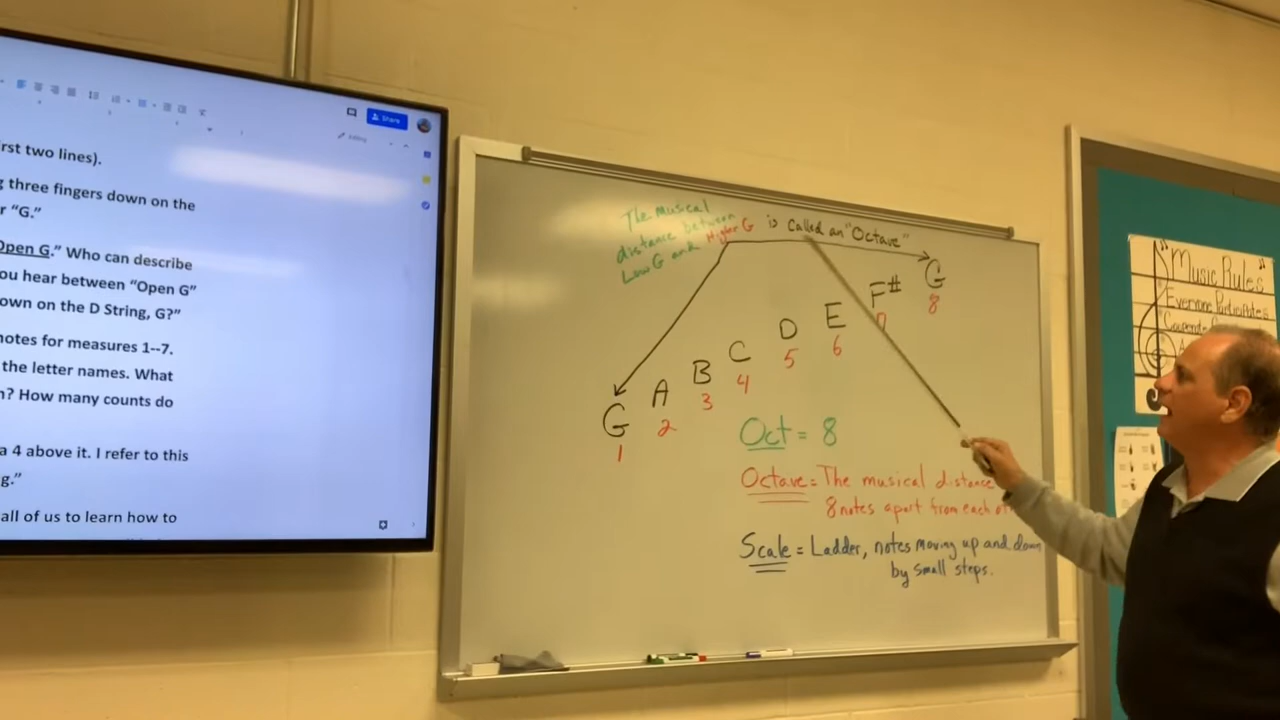 Share
rst two lines).
three fingers down on the
r "G."
Open G." Who can describe
ou hear between "Open G"
own on the D String, G?"
notes for measures 1--7.
the letter names. What
? How many counts do
a 4 above it. I refer to this
g."
all of us to learn how to
The musical
distance between
Low G and Higher G is called an "Octave"
G A B C D E F# G
1 2 3 4 5 6 8
Oct = 8
Octave = The musical distance
8 notes apart from each
Scale = Ladder, notes moving up and down
by small steps.
Music Rules
Everyone Participates